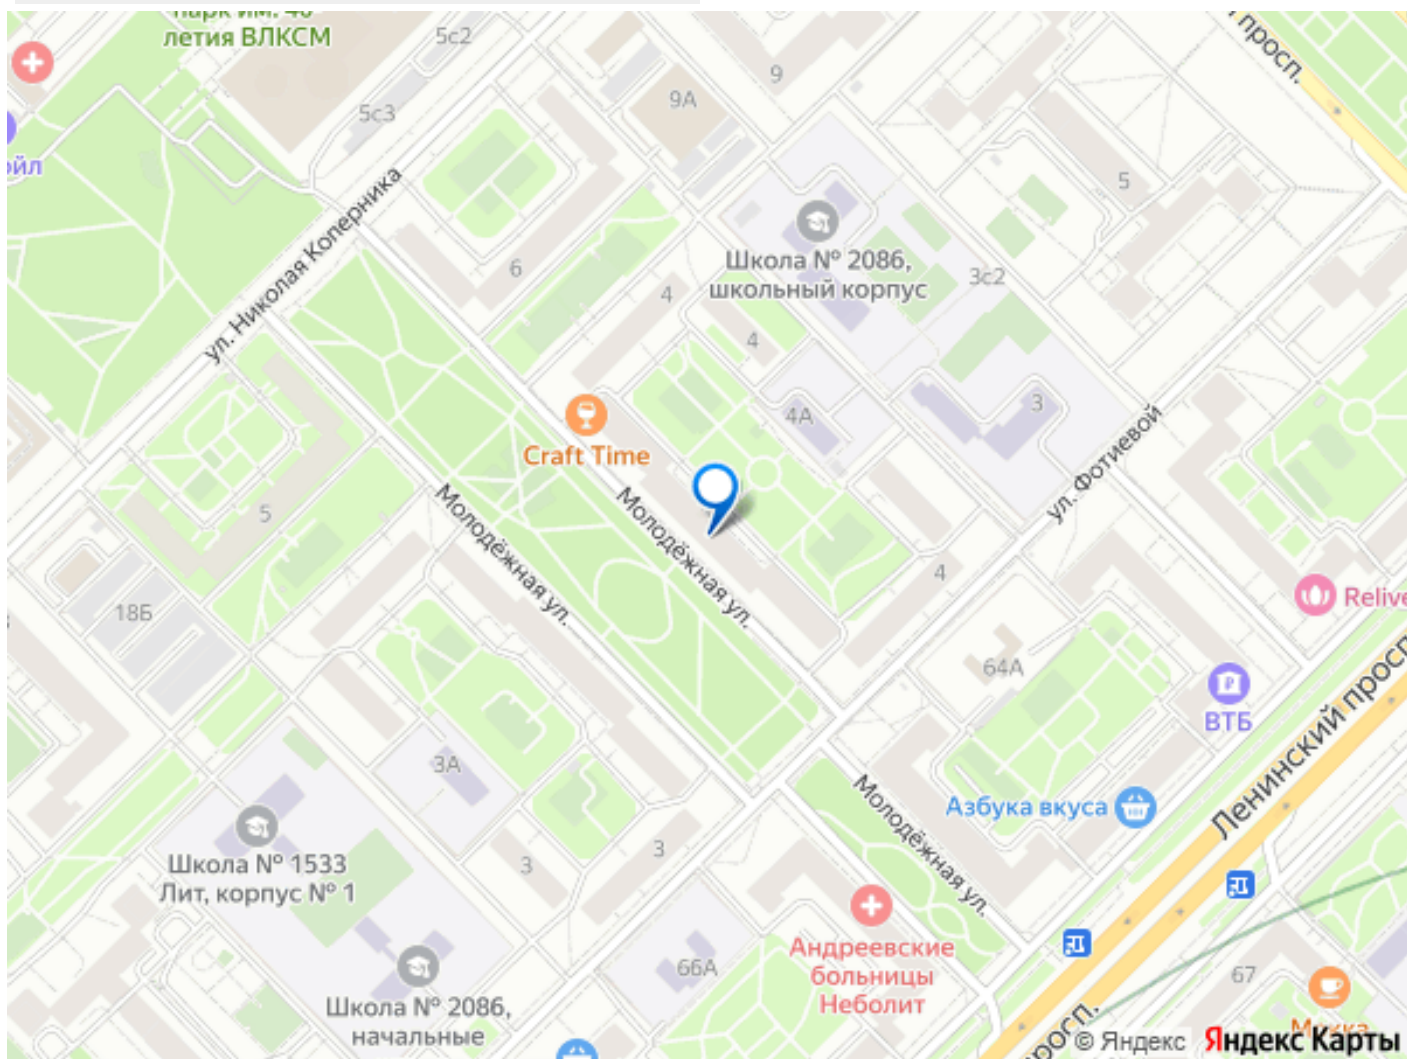 парк им. 40-
летия ВЛКСМ
5с2
5с3
9
9А
просп.
5
ул. Николая Коперника
6
4
4
Школа № 2086,
школьный корпус
3с2
3
4А
ул. Фотиевой
Craft Time
Молодёжная ул.
Молодёжная ул.
5
18Б
4
64А
Relive
ВТБ
Ленинский просп
Азбука вкуса
Молодёжная ул.
3А
3
3
Школа № 1533
Лит, корпус № 1
Андреевские
больницы
Неболит
66А
67
Школа № 2086,
начальные
просп.
© Яндекс
Яндекс Карты